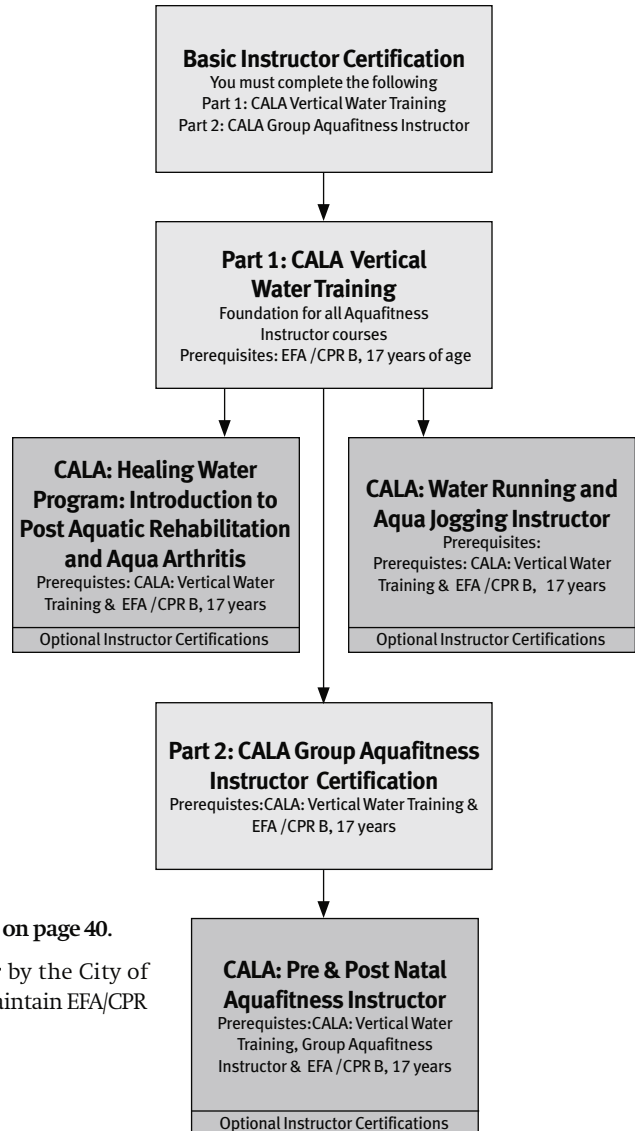 Basic Instructor Certification
You must complete the following
Part 1: CALA Vertical Water Training
Part 2: CALA Group Aquafitness Instructor
Part 1: CALA Vertical
Water Training
Foundation for all Aquafitness
Instructor courses
Prerequisites: EFA /CPR B, 17 years of age
CALA: Healing Water
Program: Introduction to
Post Aquatic Rehabilitation
and Aqua Arthritis
Prerequistes: CALA: Vertical Water
Training & EFA /CPR B, 17 years
Optional Instructor Certifications
CALA: Water Running and
Aqua Jogging Instructor
Prerequisites:
Prerequistes: CALA: Vertical Water
Training & EFA /CPR B, 17 years
Optional Instructor Certifications
Part 2: CALA Group Aquafitness
Instructor Certification
Prerequistes:CALA: Vertical Water Training &
EFA /CPR B, 17 years
on page 40.
by the City of
aintain EFA/CPR
CALA: Pre & Post Natal
Aquafitness Instructor
Prerequistes:CALA: Vertical Water
Training, Group Aquafitness
Instructor & EFA /CPR B, 17 years
Optional Instructor Certifications